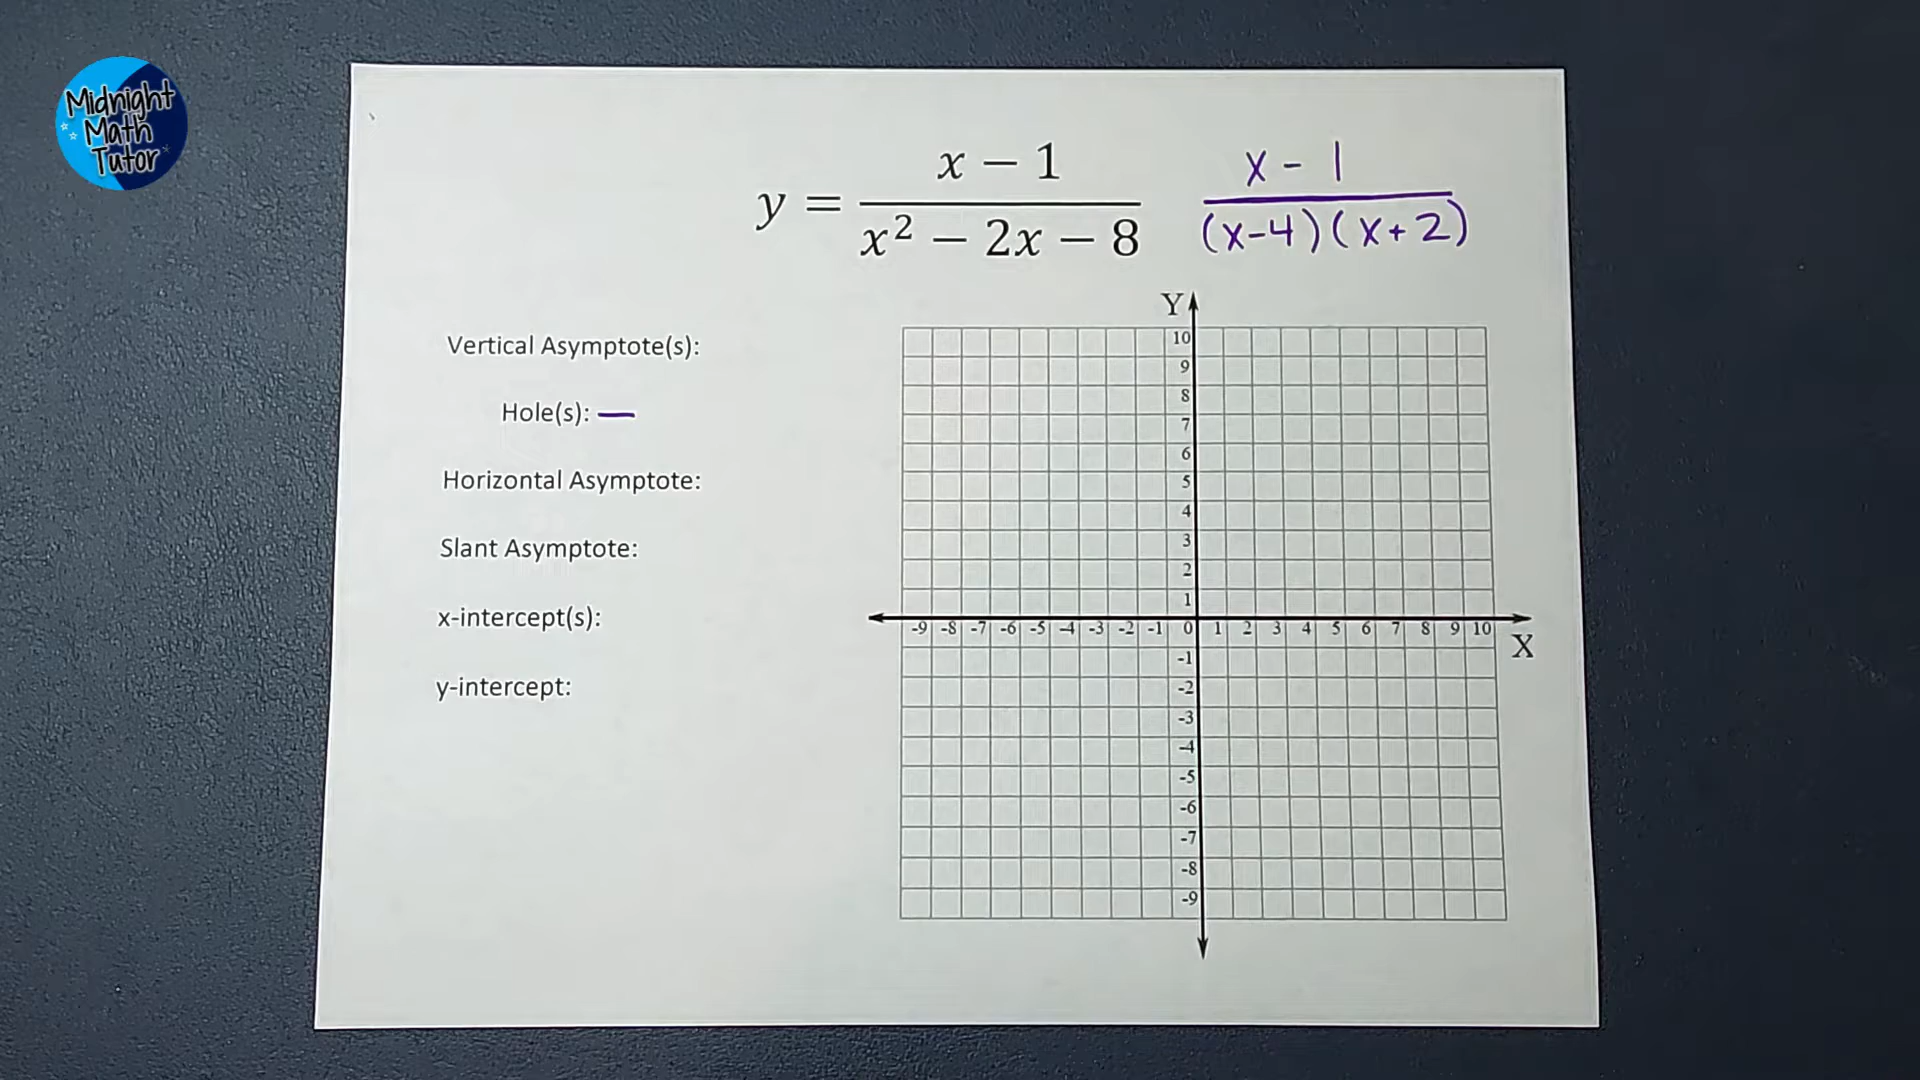 Midnight
Math
Tutor
y = \frac{x - 1}{x^2 - 2x - 8}
\frac{x - 1}{(x-4)(x+2)}
Vertical Asymptote(s):
Hole(s): —
Horizontal Asymptote:
Slant Asymptote:
x-intercept(s):
y-intercept:
Y
10
9
8
7
6
5
4
3
2
1
-9 -8 -7 -6 -5 -4 -3 -2 -1 0 1 2 3 4 5 6 7 8 9 10
X
-1
-2
-3
-4
-5
-6
-7
-8
-9